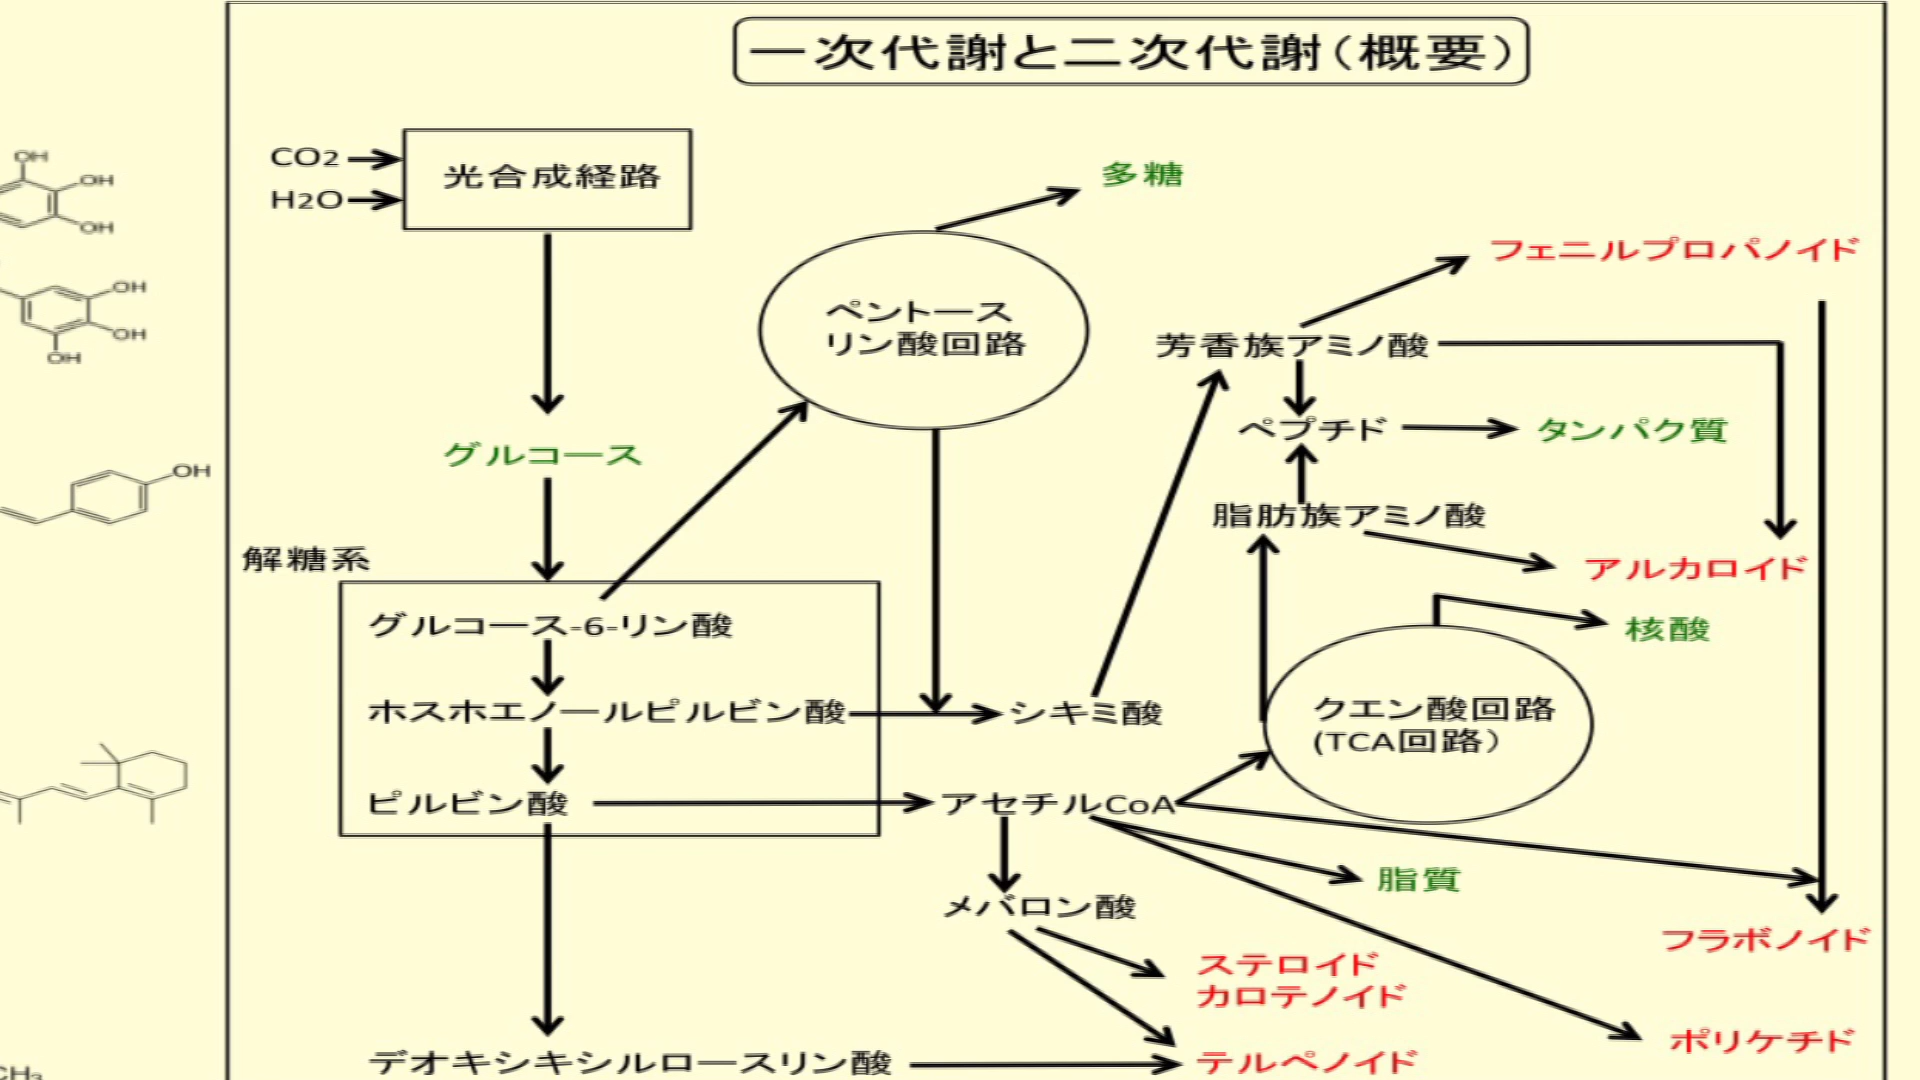 一次代謝と二次代謝(概要)
CO2
H2O
光合成経路
多糖
フェニルプロパノイド
ペントース
リン酸回路
芳香族アミノ酸
ペプチド
タンパク質
グルコース
脂肪族アミノ酸
アルカロイド
解糖系
グルコース-6-リン酸
核酸
ホスホエノールピルビン酸
シキミ酸
クエン酸回路
(TCA回路)
ピルビン酸
アセチルCoA
脂質
メバロン酸
フラボノイド
ステロイド
カロテノイド
ポリケチド
デオキシキシルロースリン酸
テルペノイド
OH
OH
OH
OH
OH
OH
OH
CH3